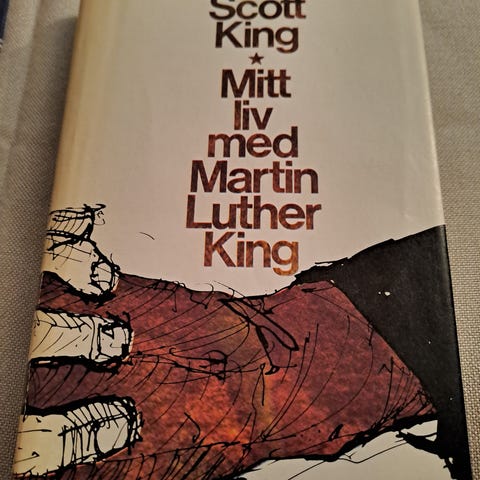 Scott
King
★
Mitt
liv
med
Martin
Luther
King